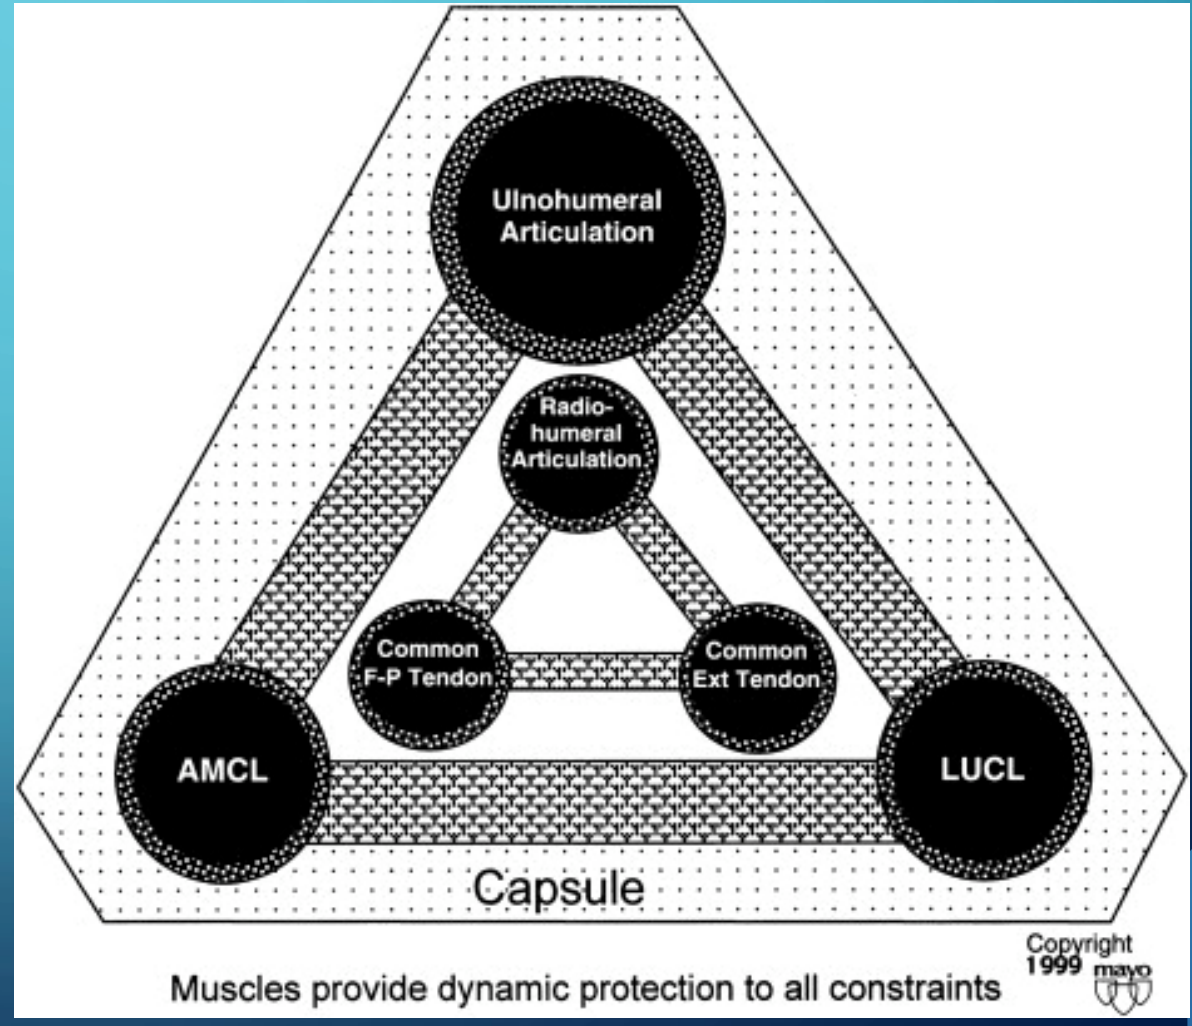 Ulnohumeral
Articulation
Radio-
humeral
Articulation
Common
F-P Tendon
Common
Ext Tendon
AMCL
LUCL
Capsule
Copyright
1999 mayo
Muscles provide dynamic protection to all constraints